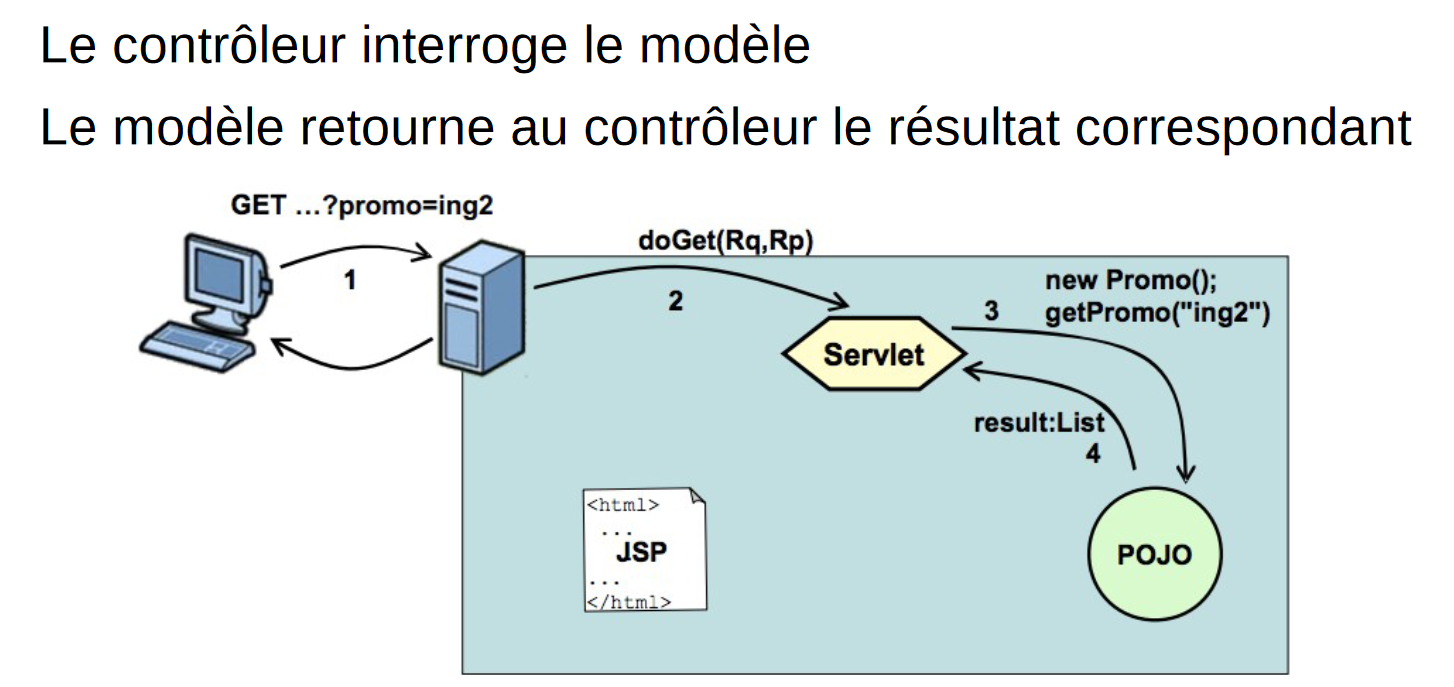 Le contrôleur interroge le modèle
Le modèle retourne au contrôleur le résultat correspondant
GET ...?promo=ing2
1
doGet(Rq,Rp)
2
new Promo();
3
getPromo("ing2")
Servlet
result:List
4
<html>
...
JSP
...
</html>
POJO